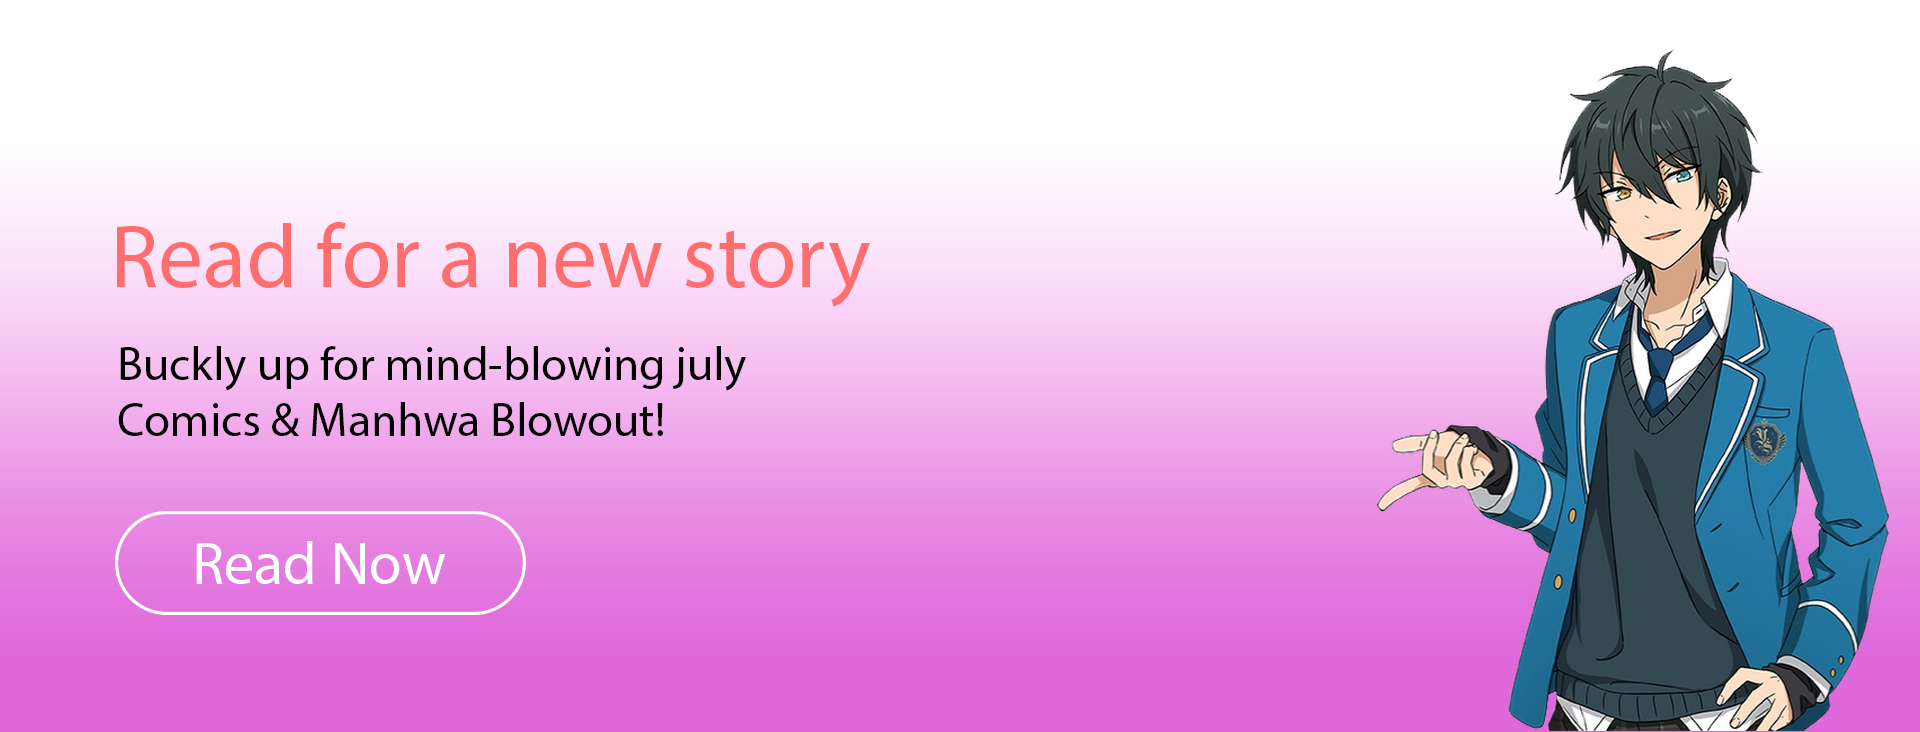 Read for a new story
Buckly up for mind-blowing july
Comics & Manhwa Blowout!
Read Now